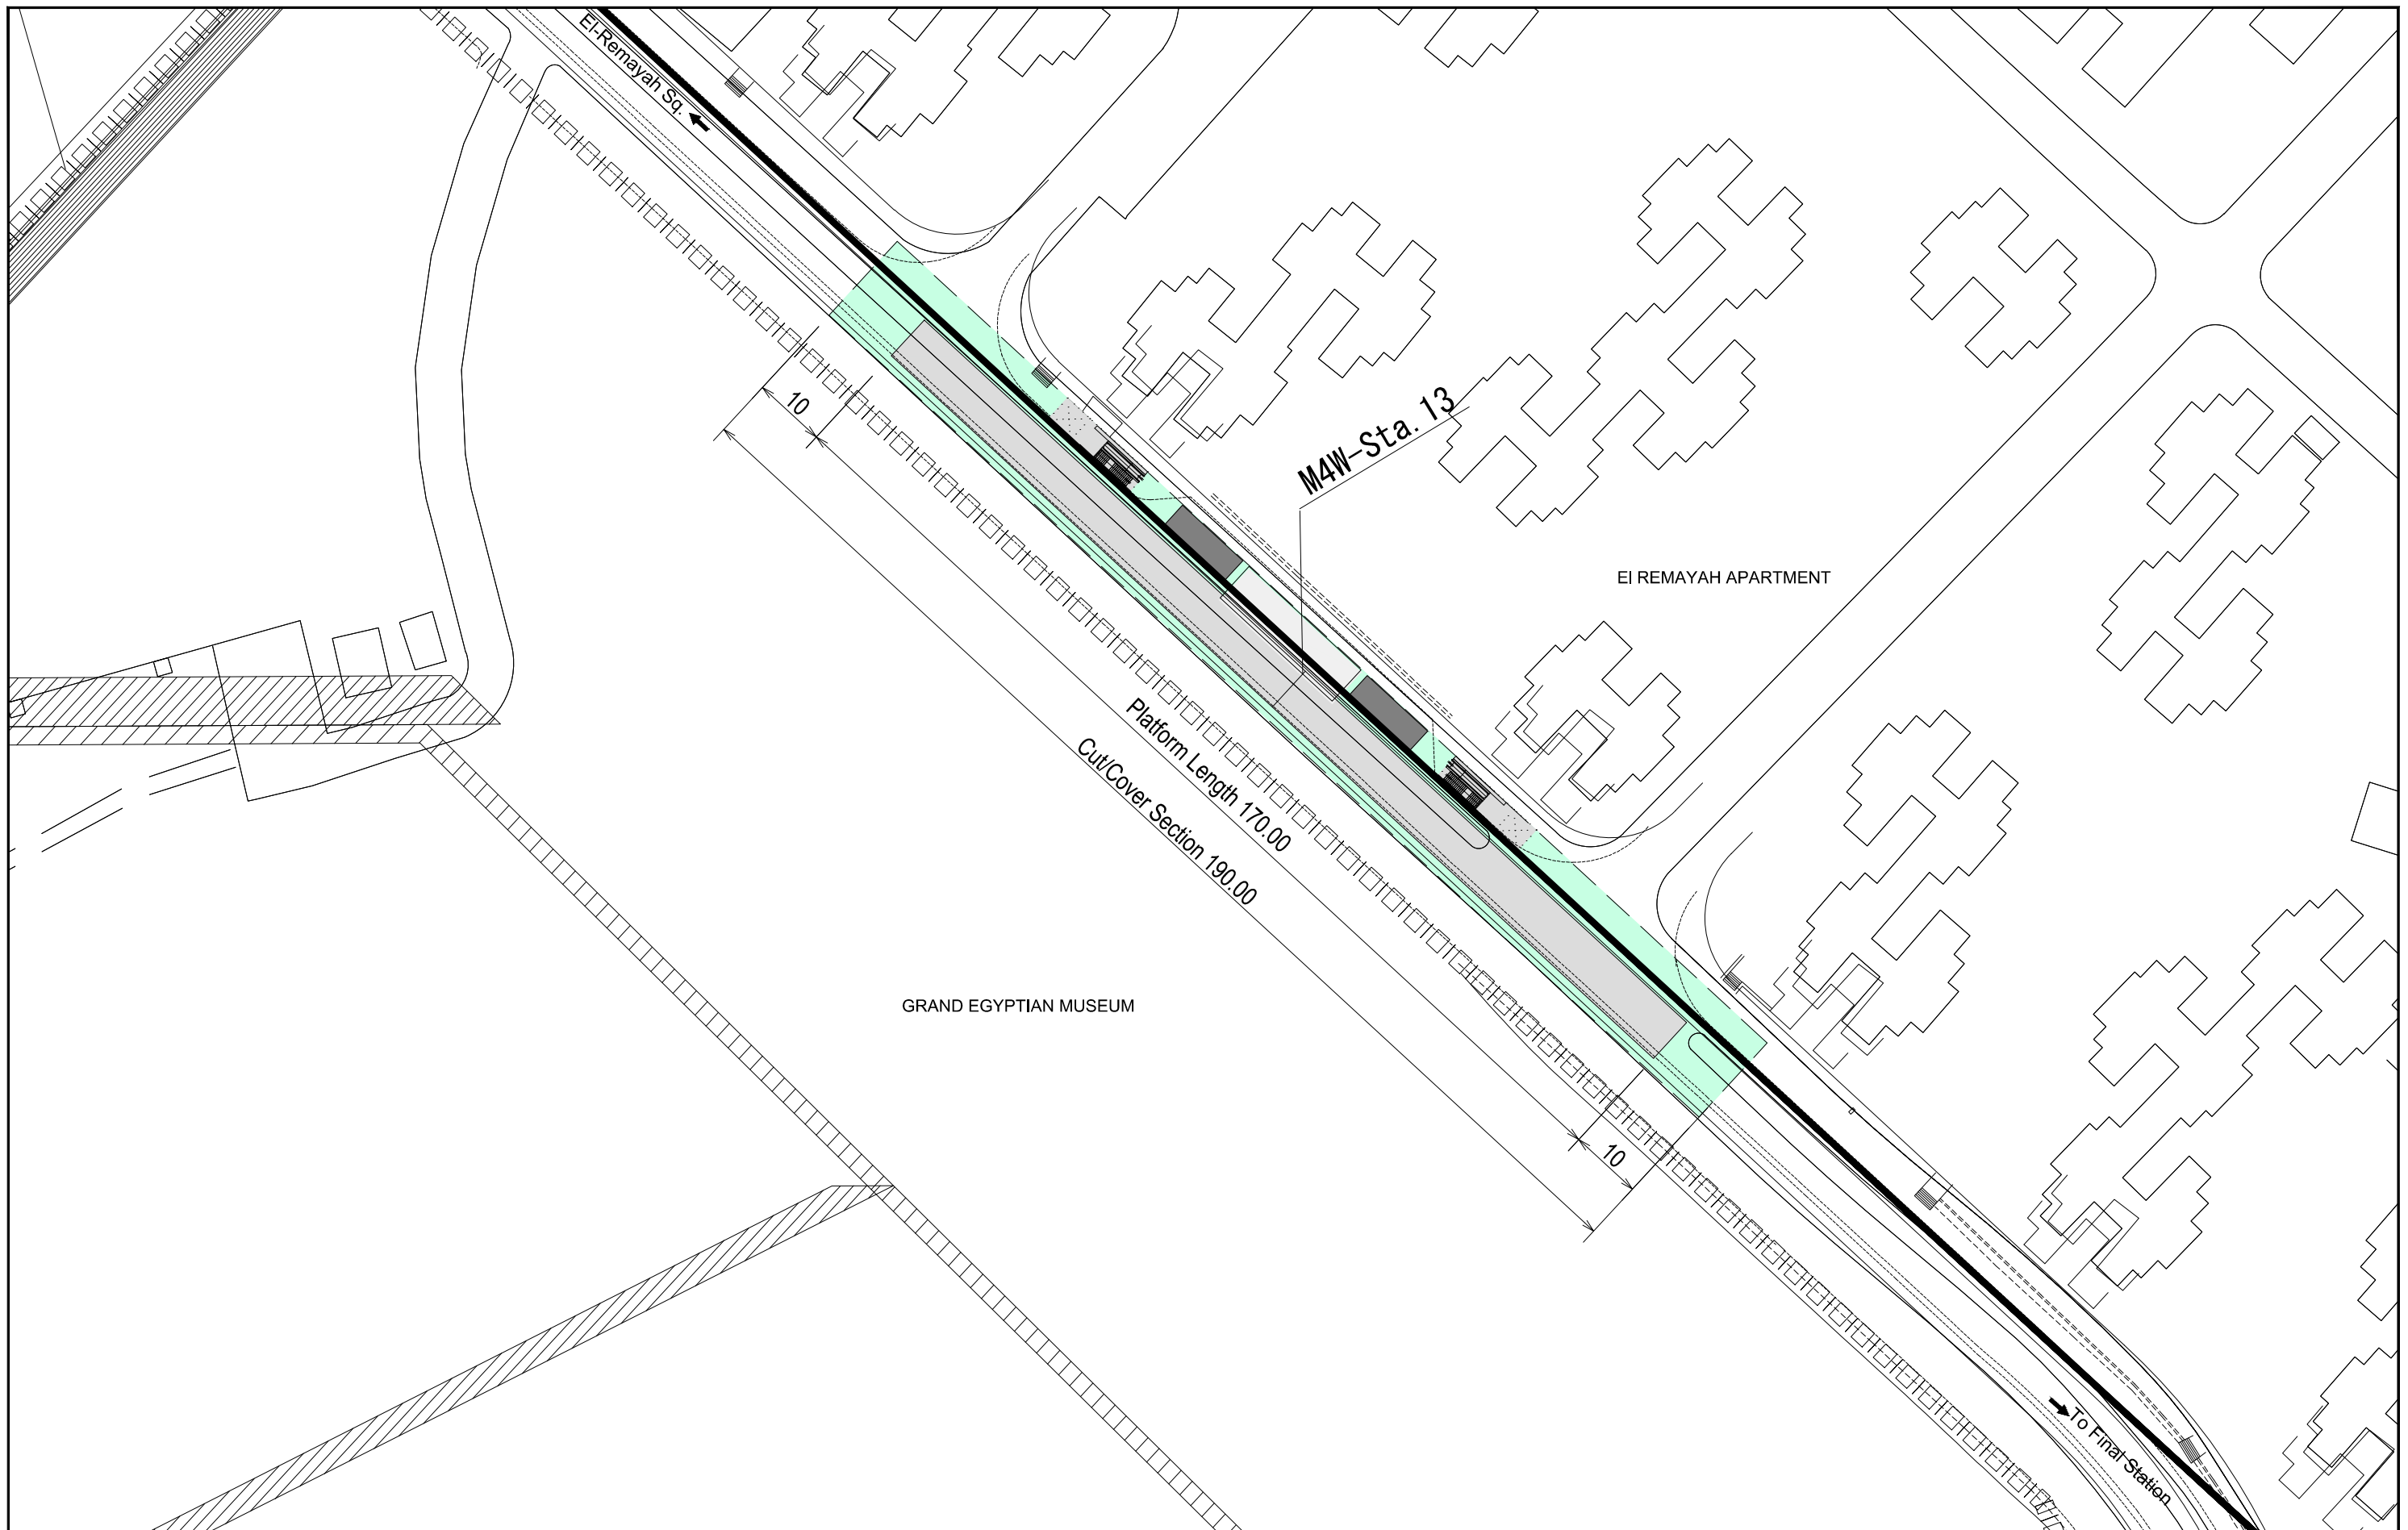 El-Remayah Sq.
10
M4W-Sta. 13
El REMAYAH APARTMENT
Platform Length 170.00
Cut/Cover Section 190.00
GRAND EGYPTIAN MUSEUM
10
To Final Station